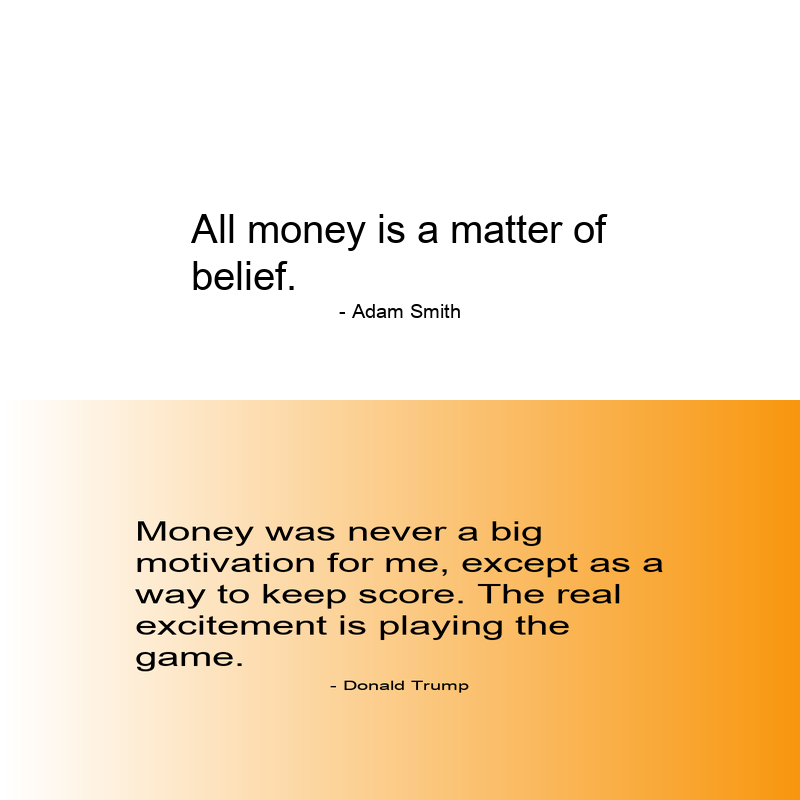 All money is a matter of
belief.
- Adam Smith
Money was never a big
motivation for me, except as a
way to keep score. The real
excitement is playing the
game.
- Donald Trump